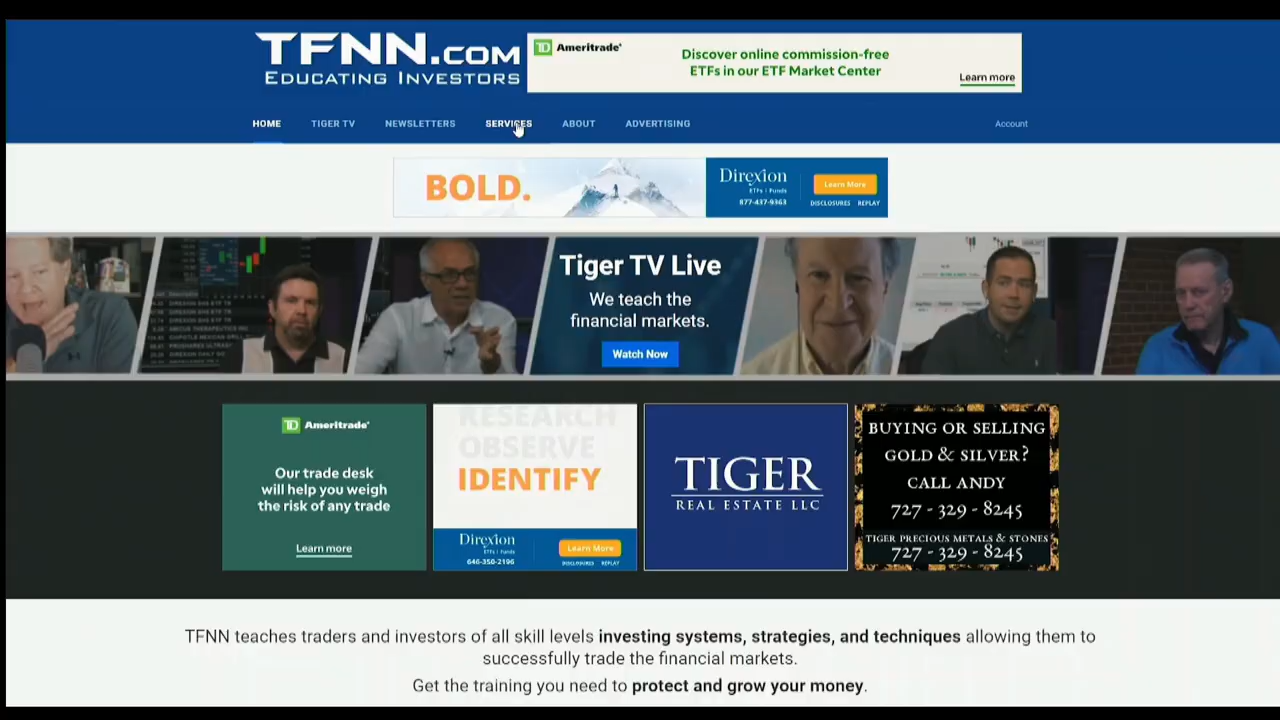 TFNN.COM
EDUCATING INVESTORS
TD Ameritrade
Discover online commission-free
ETFs in our ETF Market Center
Learn more
HOME TIGER TV NEWSLETTERS SERVICES ABOUT ADVERTISING Account
BOLD.
Direxion
ETFs | Funds
877-437-9363
Learn More
DISCLOSURES REPLAY
Tiger TV Live
We teach the
financial markets.
Watch Now
TD Ameritrade
Our trade desk
will help you weigh
the risk of any trade
Learn more
RESEARCH
OBSERVE
IDENTIFY
Direxion
ETFs | Funds
646-350-2196
Learn More
DISCLOSURES REPLAY
TIGER
REAL ESTATE LLC
BUYING OR SELLING
GOLD & SILVER?
CALL ANDY
727 - 329 - 8245
TIGER PRECIOUS METALS & STONES
727 - 329 - 8245
TFNN teaches traders and investors of all skill levels investing systems, strategies, and techniques allowing them to
successfully trade the financial markets.
Get the training you need to protect and grow your money.